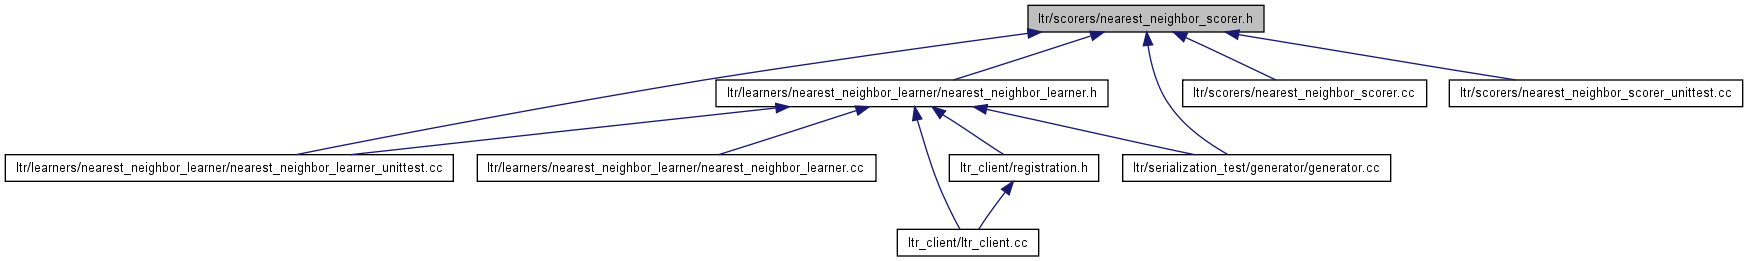 ltr/scorers/nearest_neighbor_scorer.h
ltr/learners/nearest_neighbor_learner/nearest_neighbor_learner.h
ltr/scorers/nearest_neighbor_scorer.cc
ltr/scorers/nearest_neighbor_scorer_unittest.cc
ltr/learners/nearest_neighbor_learner/nearest_neighbor_learner_unittest.cc
ltr/learners/nearest_neighbor_learner/nearest_neighbor_learner.cc
ltr_client/registration.h
ltr/serialization_test/generator/generator.cc
ltr_client/ltr_client.cc